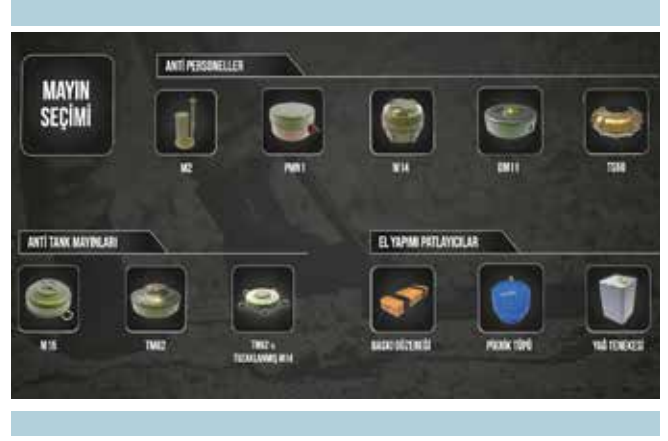 MAYIN
SEÇİMİ
ANTİ PERSONELLER
M2
PMN1
M14
DM11
TS50
ANTİ TANK MAYINLARI
EL YAPIMI PATLAYICILAR
M15
TM62
TM62 +
TUZAKLANMIŞ M14
BASKI DÜZENEĞİ
PİKNİK TÜPÜ
YAĞ TENEKESİ